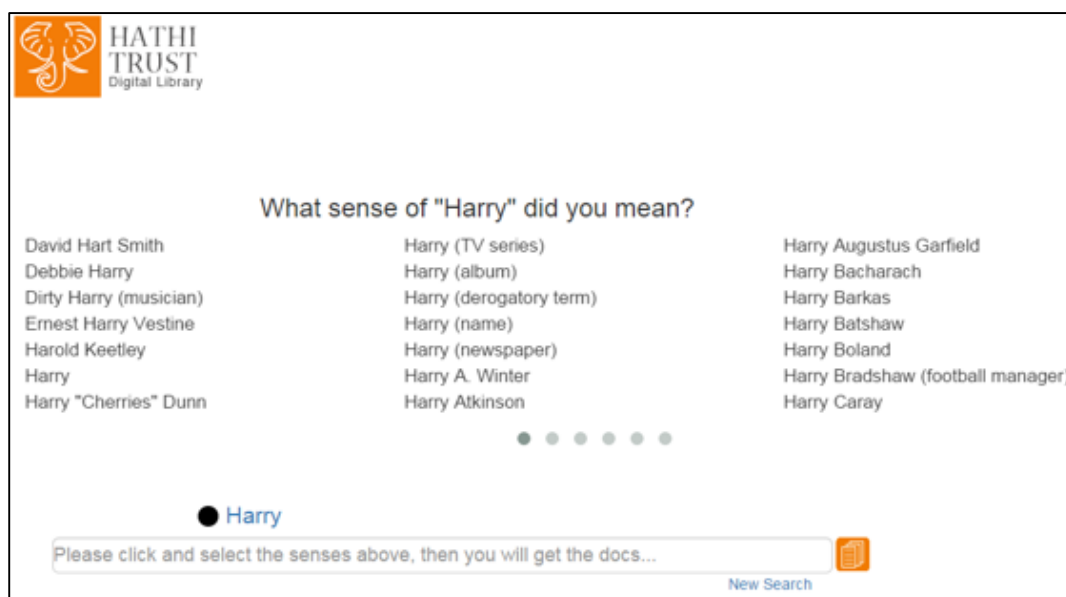 HATHI
TRUST
Digital Library
What sense of "Harry" did you mean?
David Hart Smith
Debbie Harry
Dirty Harry (musician)
Ernest Harry Vestine
Harold Keetley
Harry
Harry "Cherries" Dunn
Harry (TV series)
Harry (album)
Harry (derogatory term)
Harry (name)
Harry (newspaper)
Harry A. Winter
Harry Atkinson
Harry Augustus Garfield
Harry Bacharach
Harry Barkas
Harry Batshaw
Harry Boland
Harry Bradshaw (football manager)
Harry Caray
Harry
Please click and select the senses above, then you will get the docs...
New Search